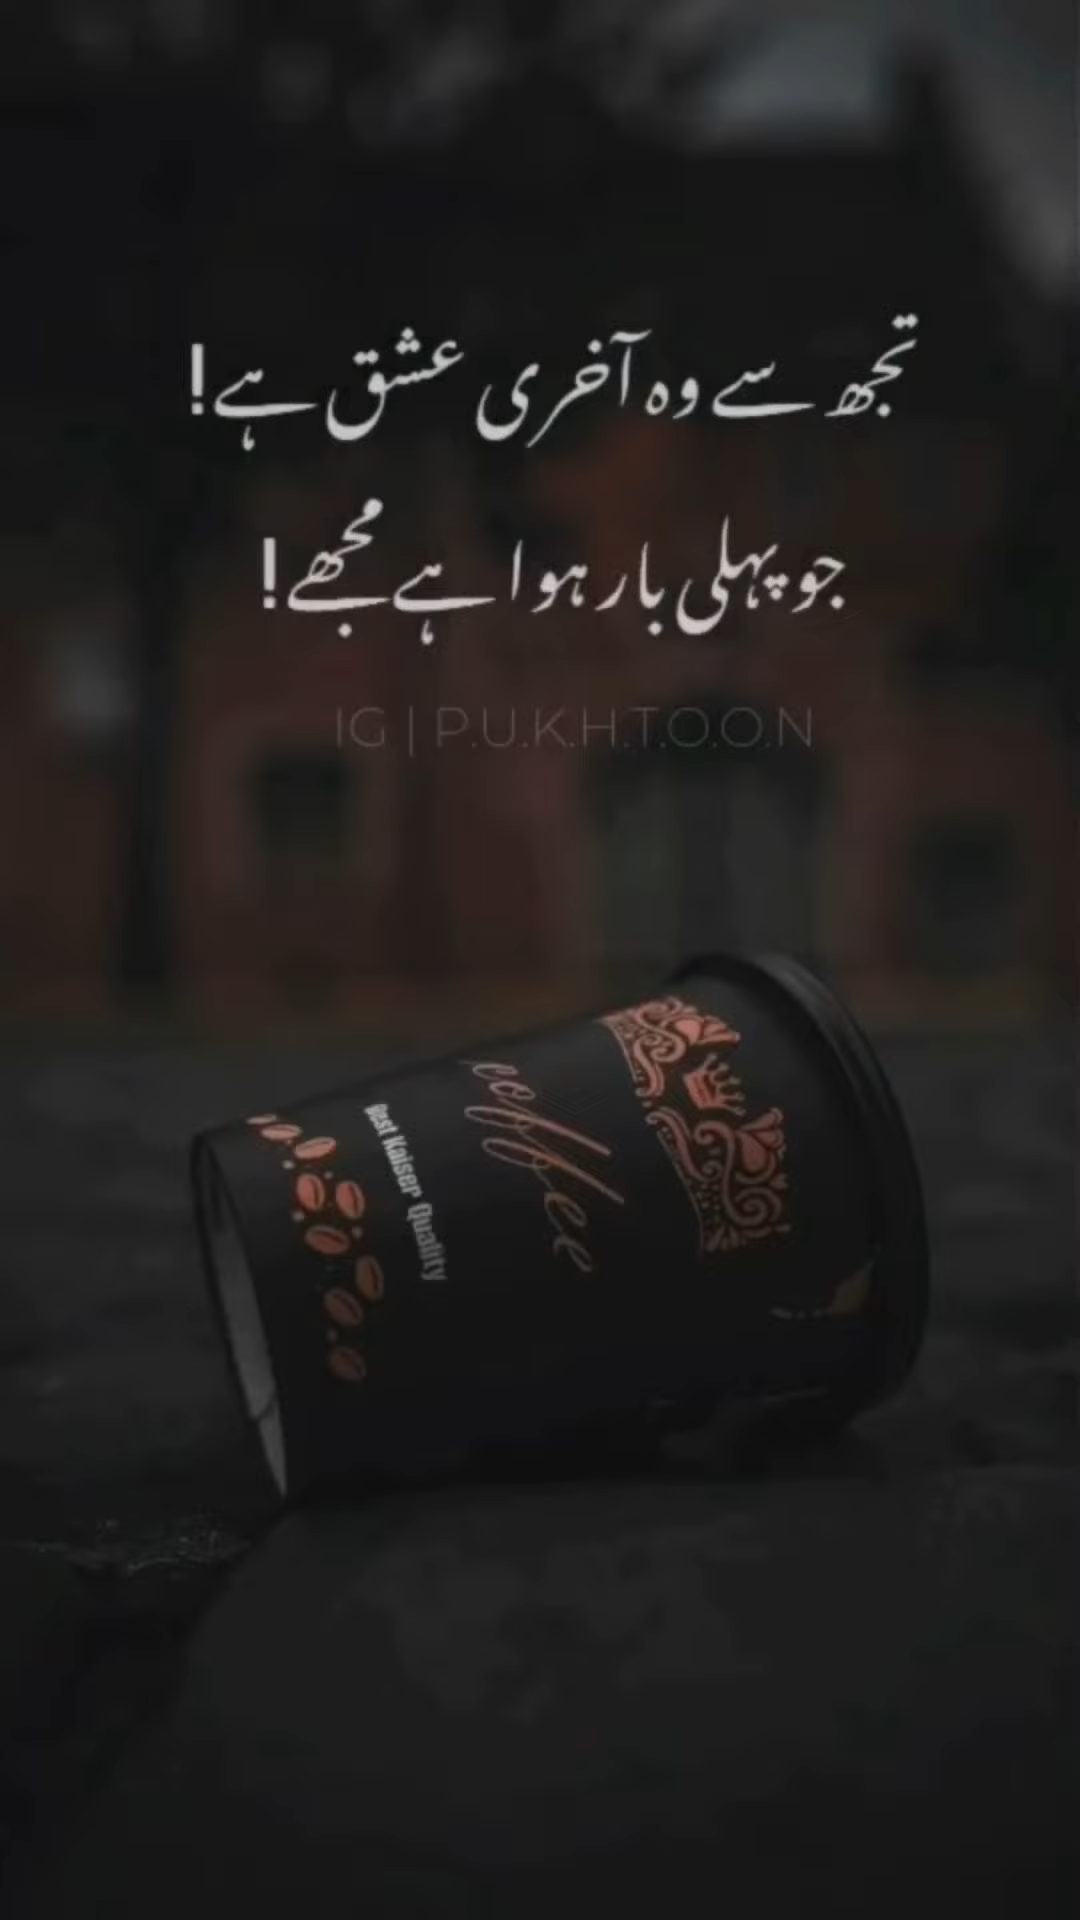 تجھ سے وہ آخری عشق ہے!
جو پہلی بار ہوا ہے مجھے!
IG | P.U.K.H.T.O.O.N
coffee
Best Kaiser Quality